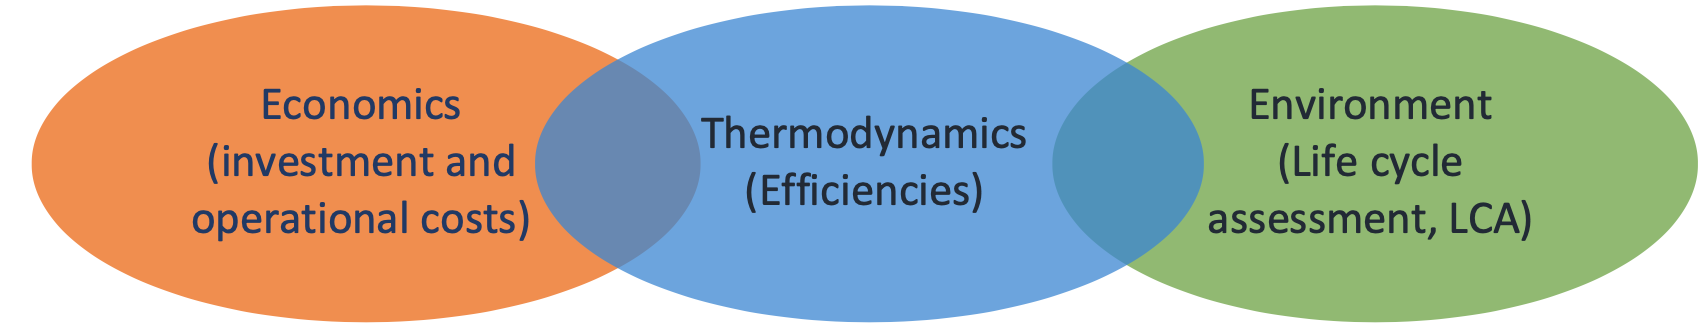 Economics
(investment and
operational costs)
Thermodynamics
(Efficiencies)
Environment
(Life cycle
assessment, LCA)